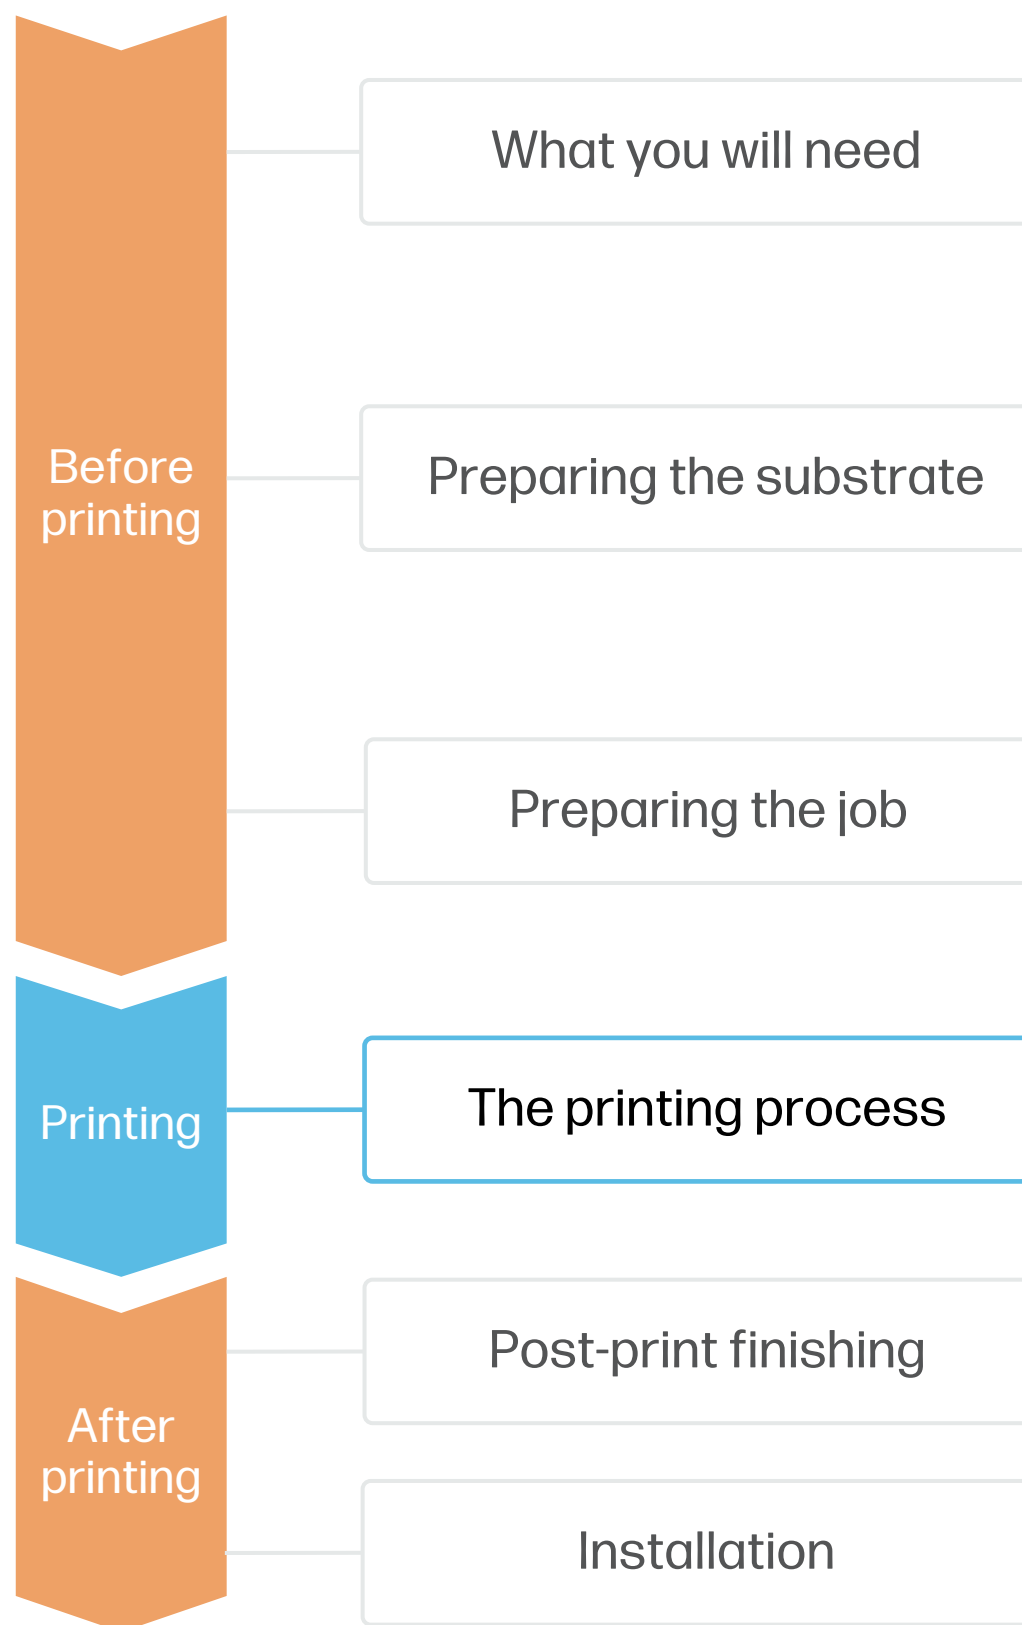 What you will need
Before
printing
Preparing the substrate
Preparing the job
Printing
The printing process
After
printing
Post-print finishing
Installation